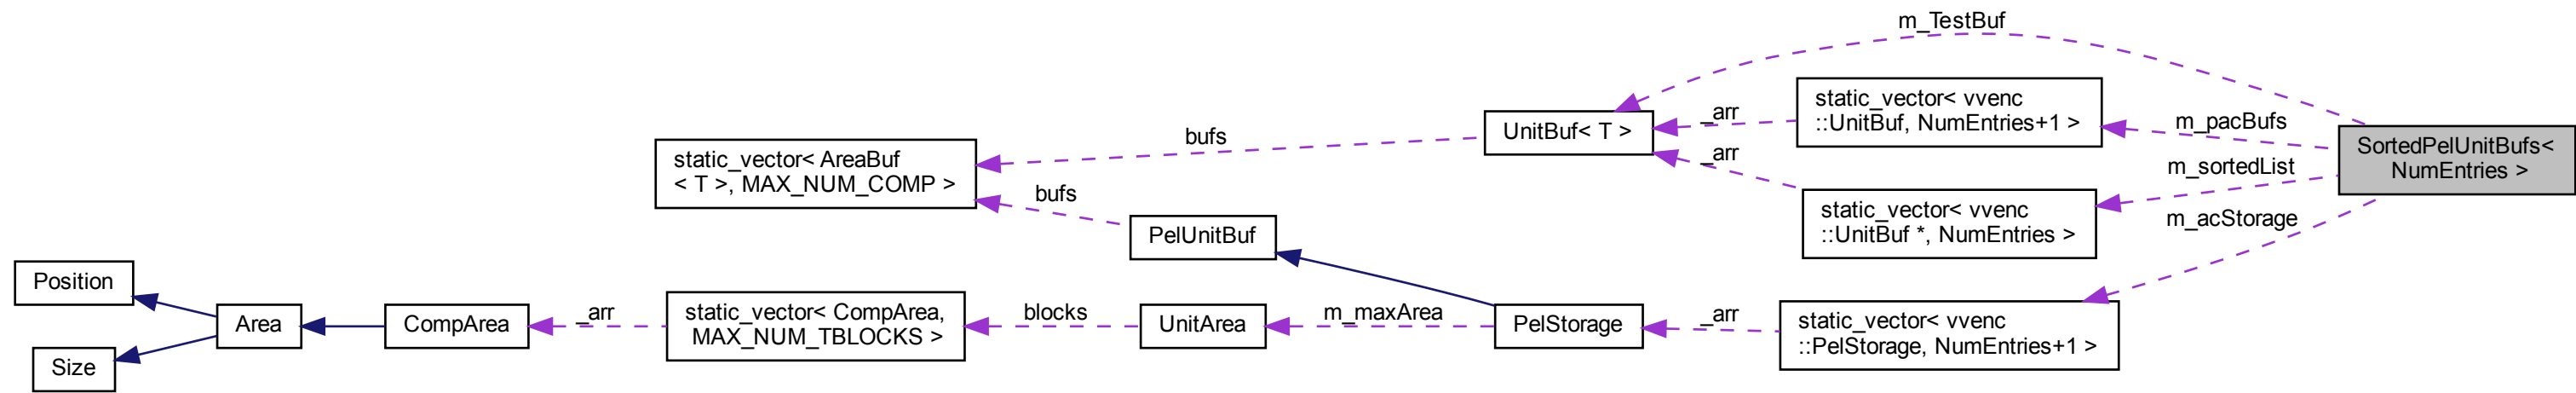 m_TestBuf
static_vector< vvenc
::UnitBuf, NumEntries+1 >
_arr
m_pacBufs
UnitBuf< T >
bufs
static_vector< AreaBuf
< T >, MAX_NUM_COMP >
SortedPelUnitBufs<
NumEntries >
_arr
m_sortedList
static_vector< vvenc
::UnitBuf *, NumEntries >
bufs
PelUnitBuf
m_acStorage
Position
Area
CompArea
_arr
static_vector< CompArea,
MAX_NUM_TBLOCKS >
blocks
UnitArea
m_maxArea
PelStorage
_arr
static_vector< vvenc
::PelStorage, NumEntries+1 >
Size